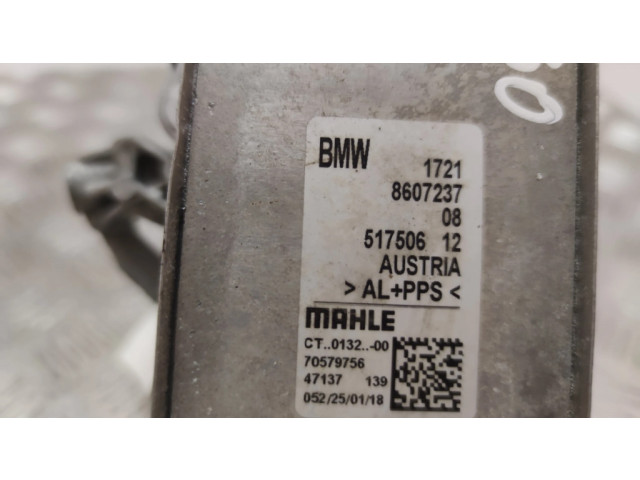 BMW 1721
8607237
08
517506 12
AUSTRIA
> AL+PPS <
MAHLE
CT..0132..-00
70579756
47137 139
052/25/01/18